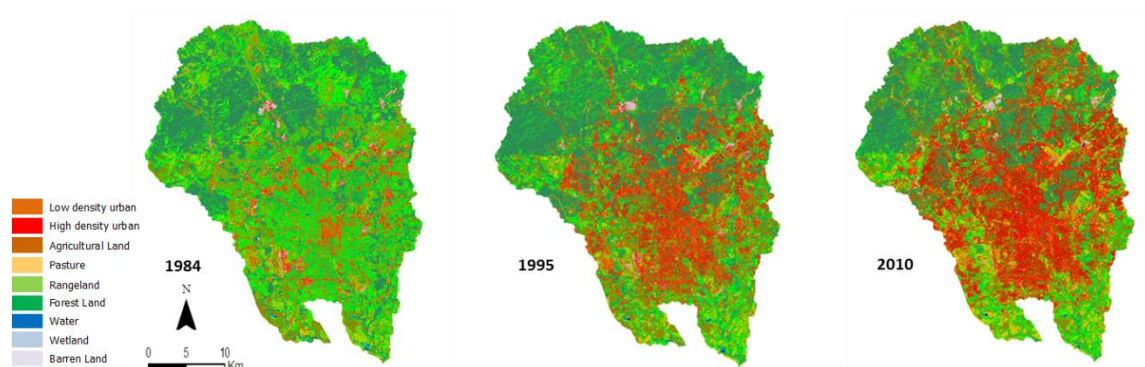 Low density urban
High density urban
Agricultural Land
Pasture
Rangeland
Forest Land
Water
Wetland
Barren Land
1984
N
0 5 10
Km
1995
2010